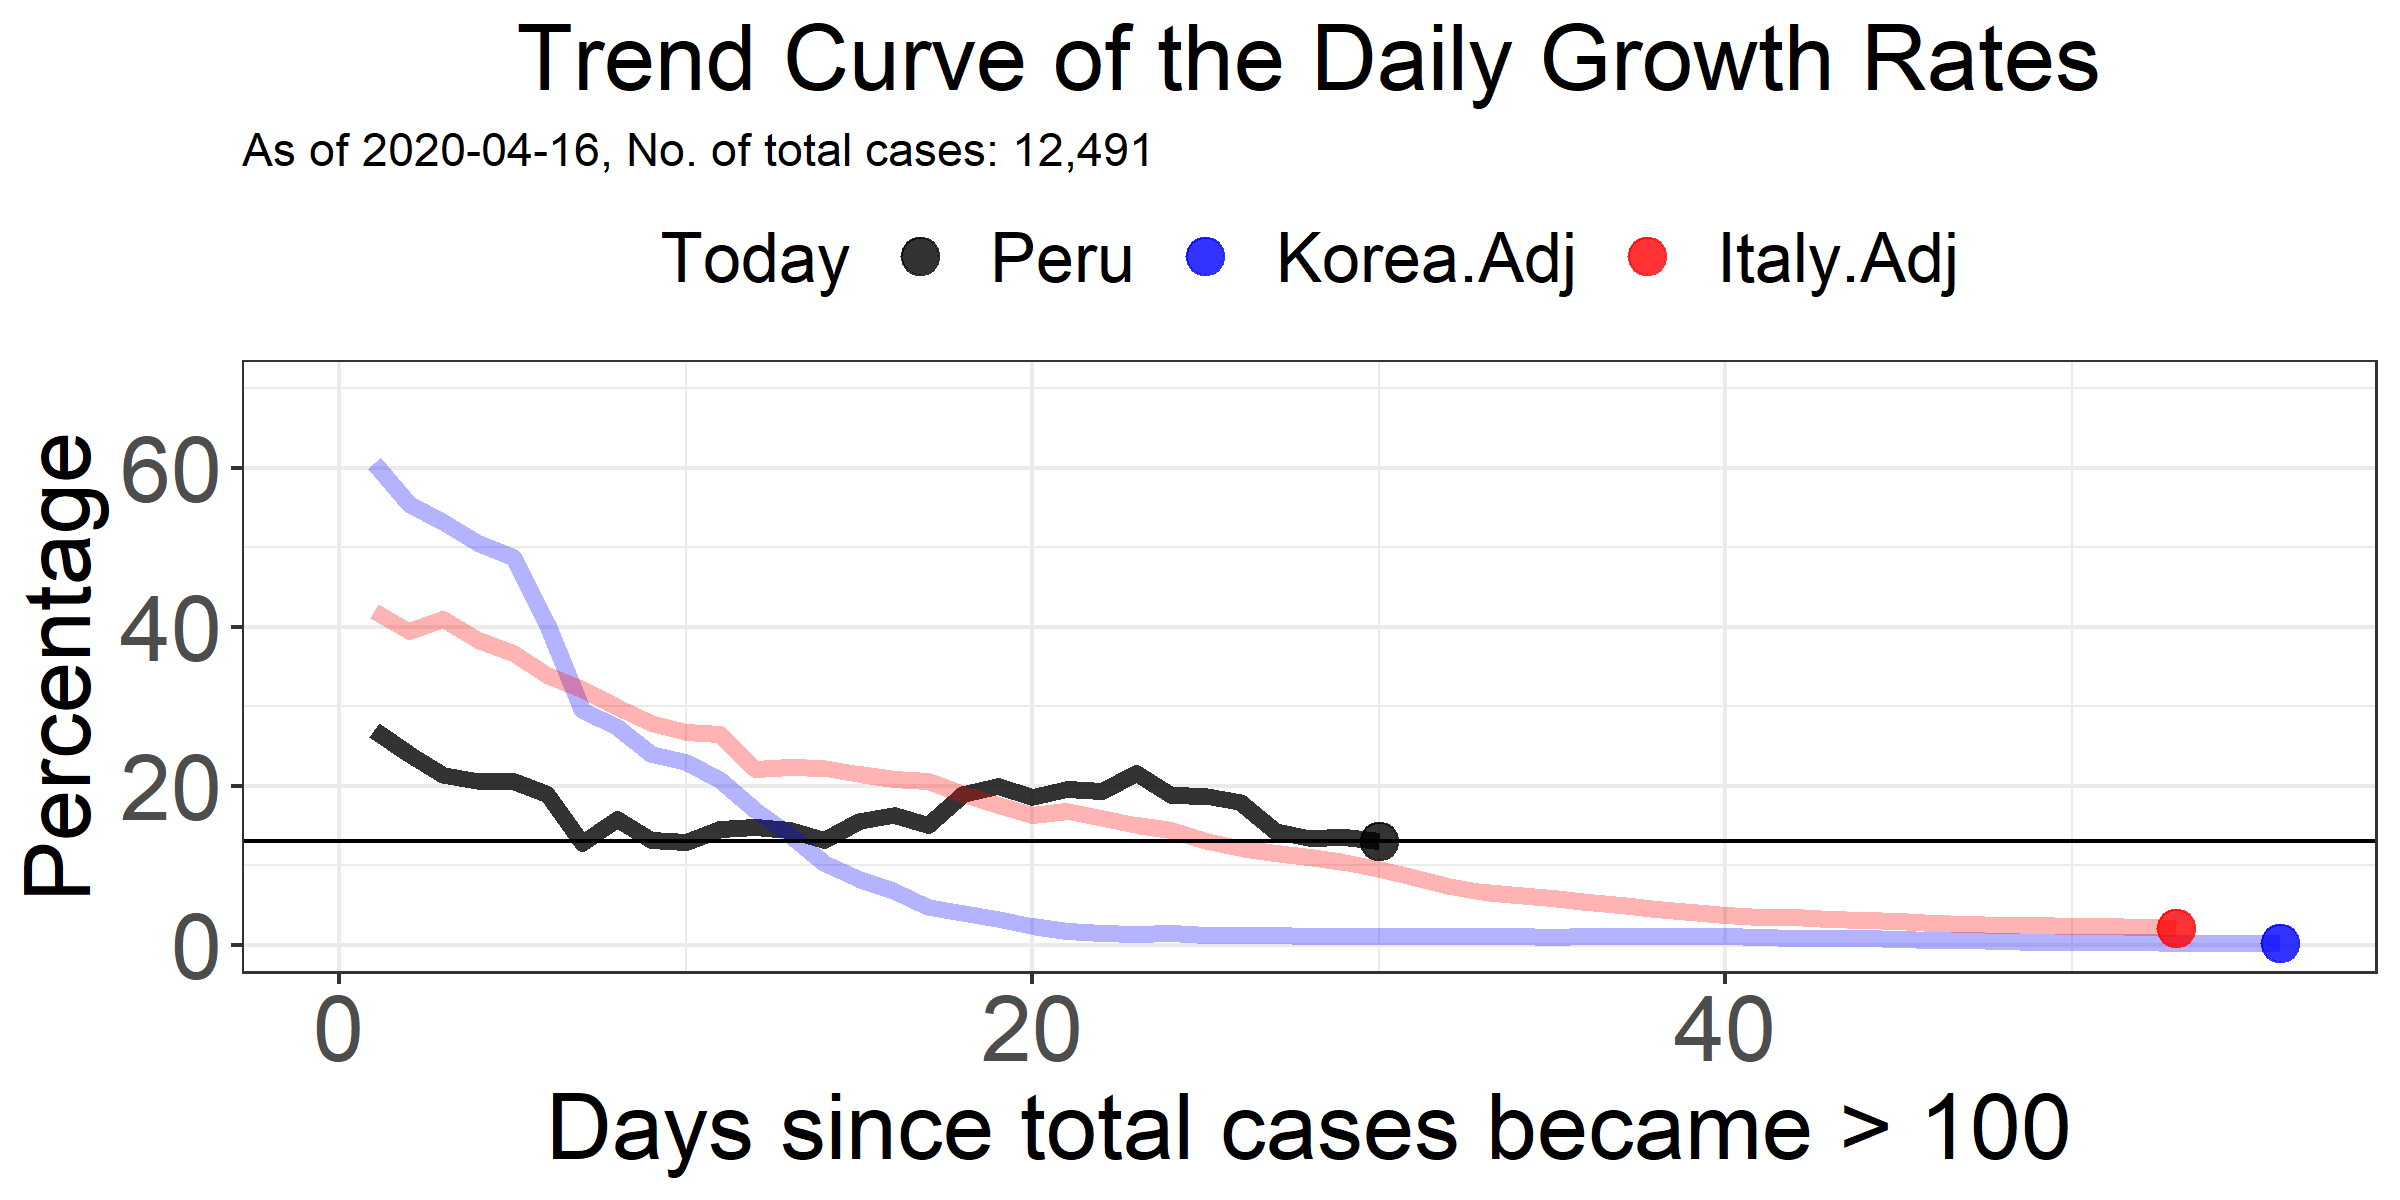 Trend Curve of the Daily Growth Rates
As of 2020-04-16, No. of total cases: 12,491
Today Peru Korea.Adj Italy.Adj
Percentage
60
40
20
0
0 20 40
Days since total cases became > 100